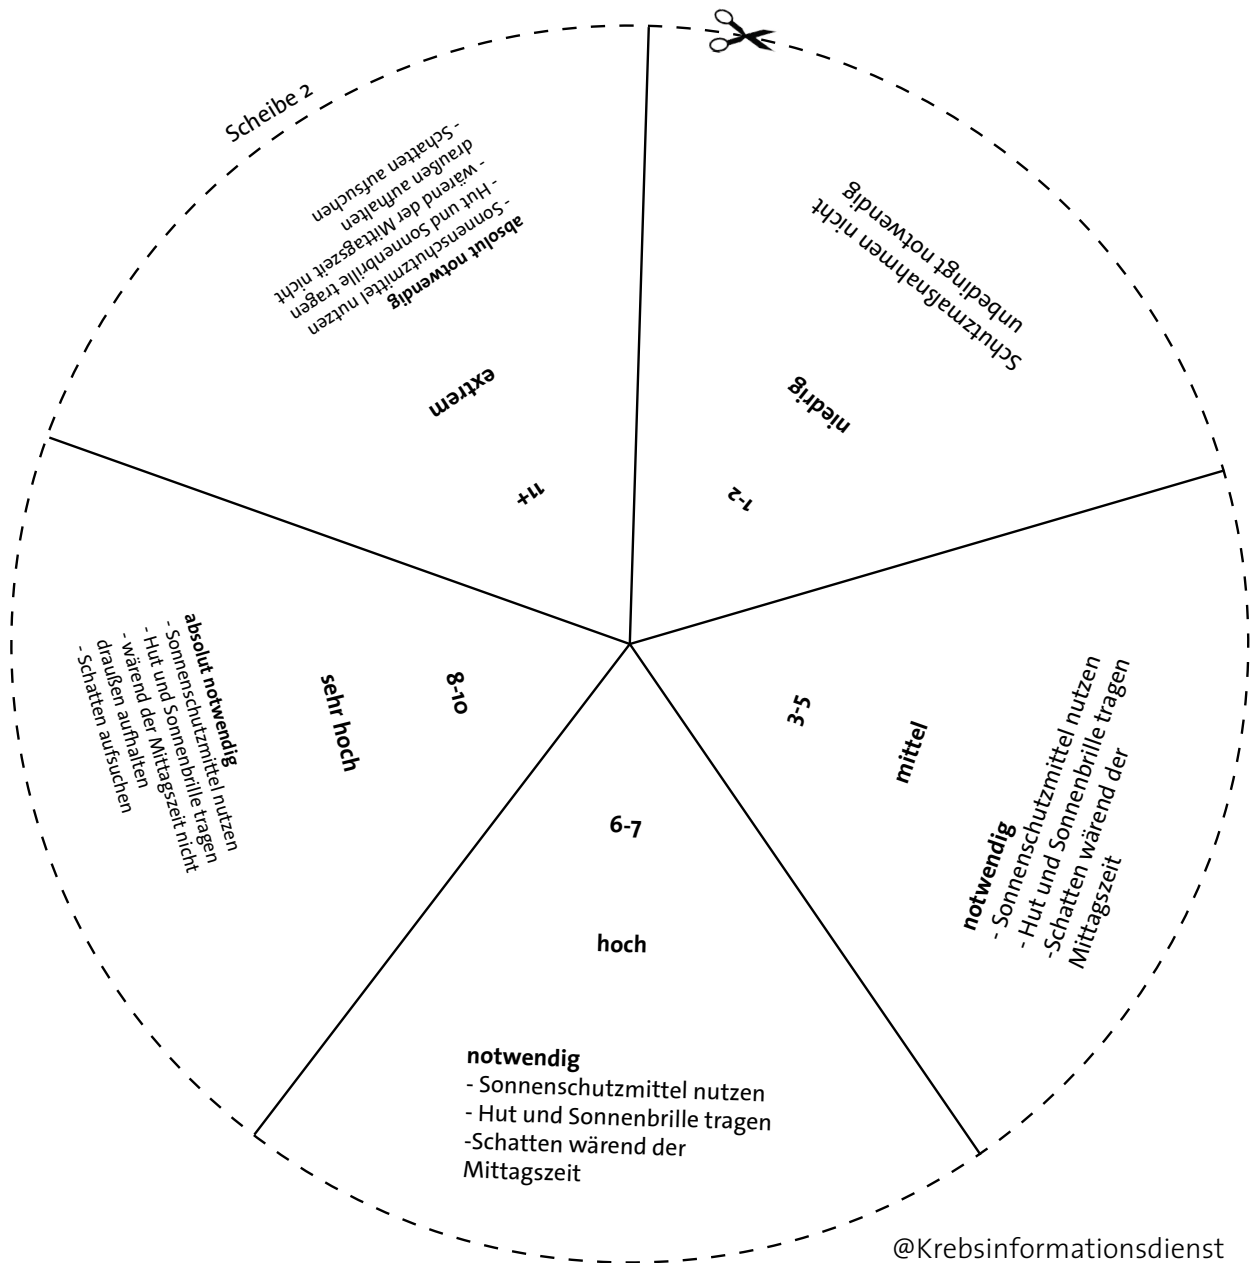 Scheibe 2
1-2
niedrig
Schutzmaßnahmen nicht
unbedingt notwendig
3-5
mittel
notwendig
- Sonnenschutzmittel nutzen
- Hut und Sonnenbrille tragen
-Schatten wärend der
Mittagszeit
6-7
hoch
notwendig
- Sonnenschutzmittel nutzen
- Hut und Sonnenbrille tragen
-Schatten wärend der
Mittagszeit
8-10
sehr hoch
absolut notwendig
- Sonnenschutzmittel nutzen
- Hut und Sonnenbrille tragen
- wärend der Mittagszeit nicht
draußen aufhalten
- Schatten aufsuchen
11+
extrem
absolut notwendig
- Sonnenschutzmittel nutzen
- Hut und Sonnenbrille tragen
- wärend der Mittagszeit nicht
draußen aufhalten
- Schatten aufsuchen
@Krebsinformationsdienst